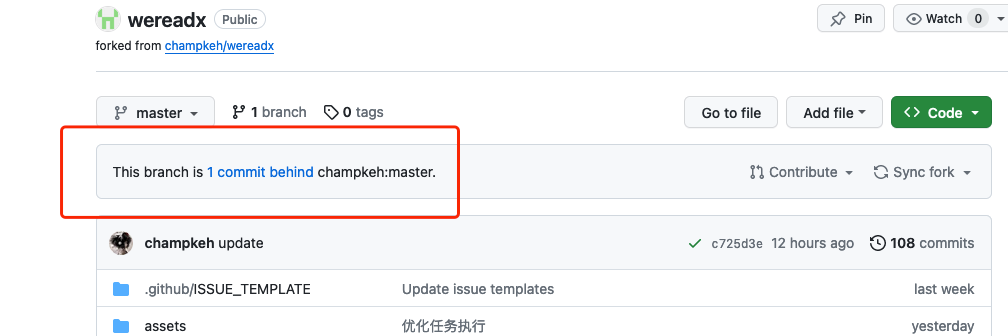 wereadx Public Pin Watch 0
forked from champkeh/wereadx
master 1 branch 0 tags Go to file Add file Code
This branch is 1 commit behind champkeh:master. Contribute Sync fork
champkeh update c725d3e 12 hours ago 108 commits
.github/ISSUE_TEMPLATE Update issue templates last week
assets 优化任务执行 yesterday